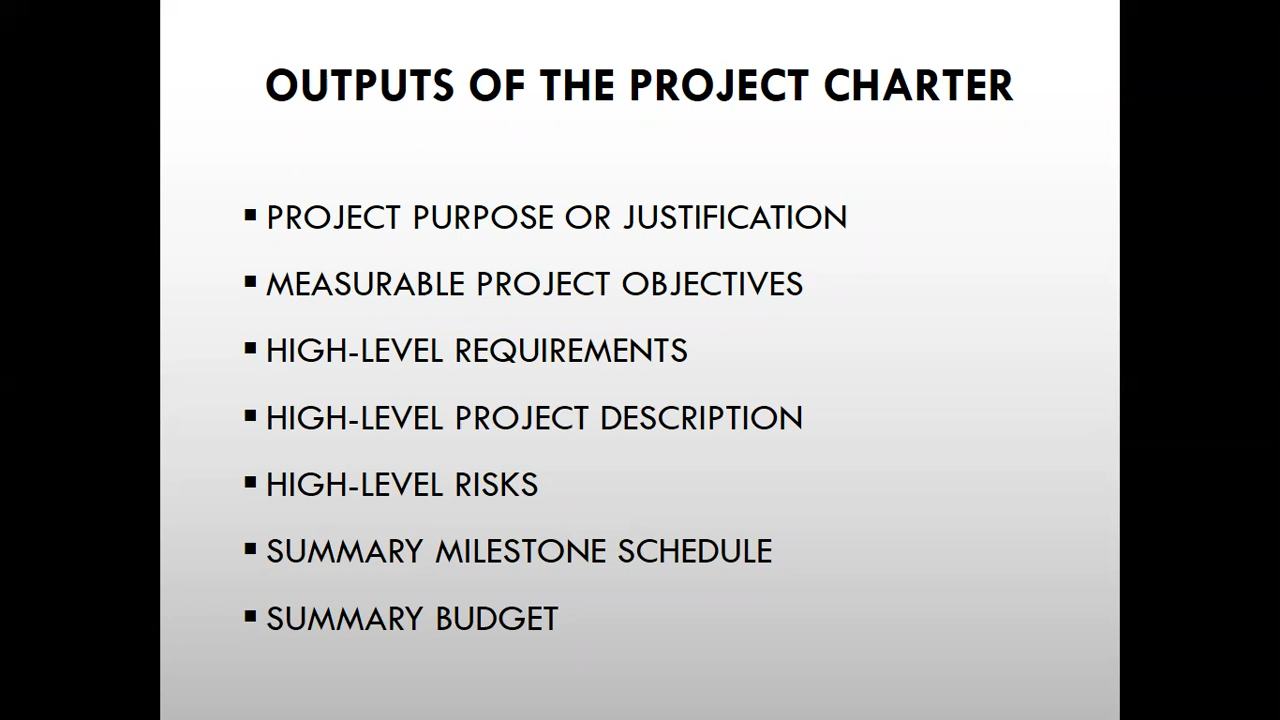 OUTPUTS OF THE PROJECT CHARTER
▪ PROJECT PURPOSE OR JUSTIFICATION
▪ MEASURABLE PROJECT OBJECTIVES
▪ HIGH-LEVEL REQUIREMENTS
▪ HIGH-LEVEL PROJECT DESCRIPTION
▪ HIGH-LEVEL RISKS
▪ SUMMARY MILESTONE SCHEDULE
▪ SUMMARY BUDGET